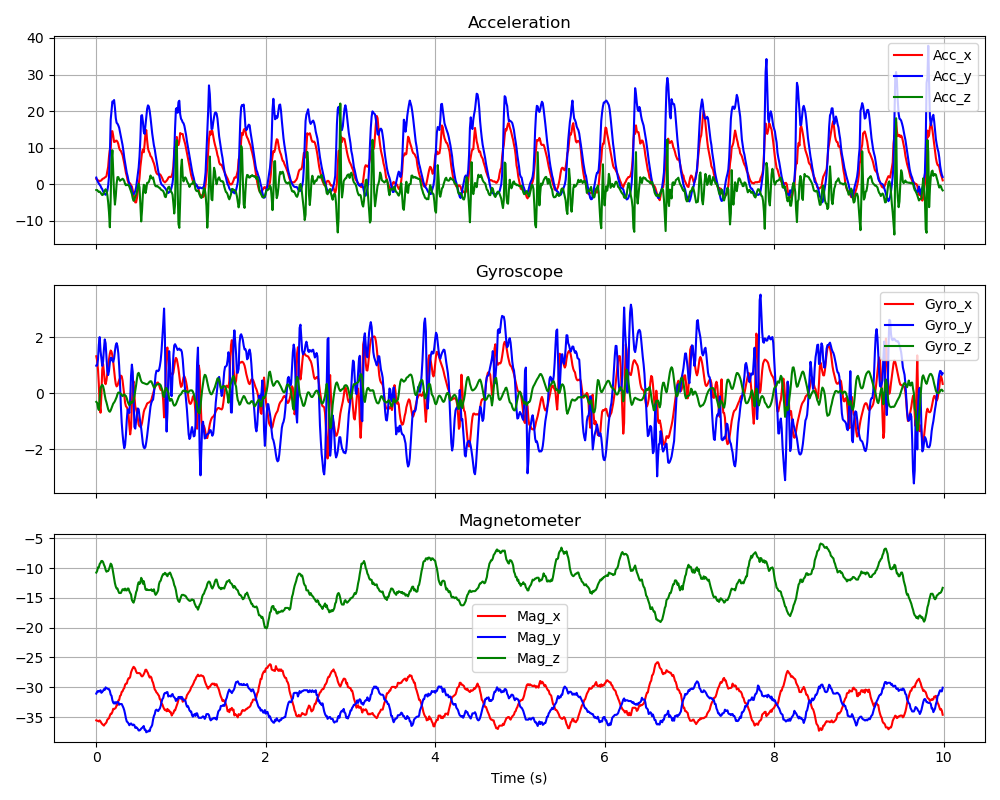 Acceleration
40
30
20
10
0
−10
Acc_x
Acc_y
Acc_z
Gyroscope
2
0
−2
Gyro_x
Gyro_y
Gyro_z
Magnetometer
−5
−10
−15
−20
−25
−30
−35
Mag_x
Mag_y
Mag_z
0 2 4 6 8 10
Time (s)